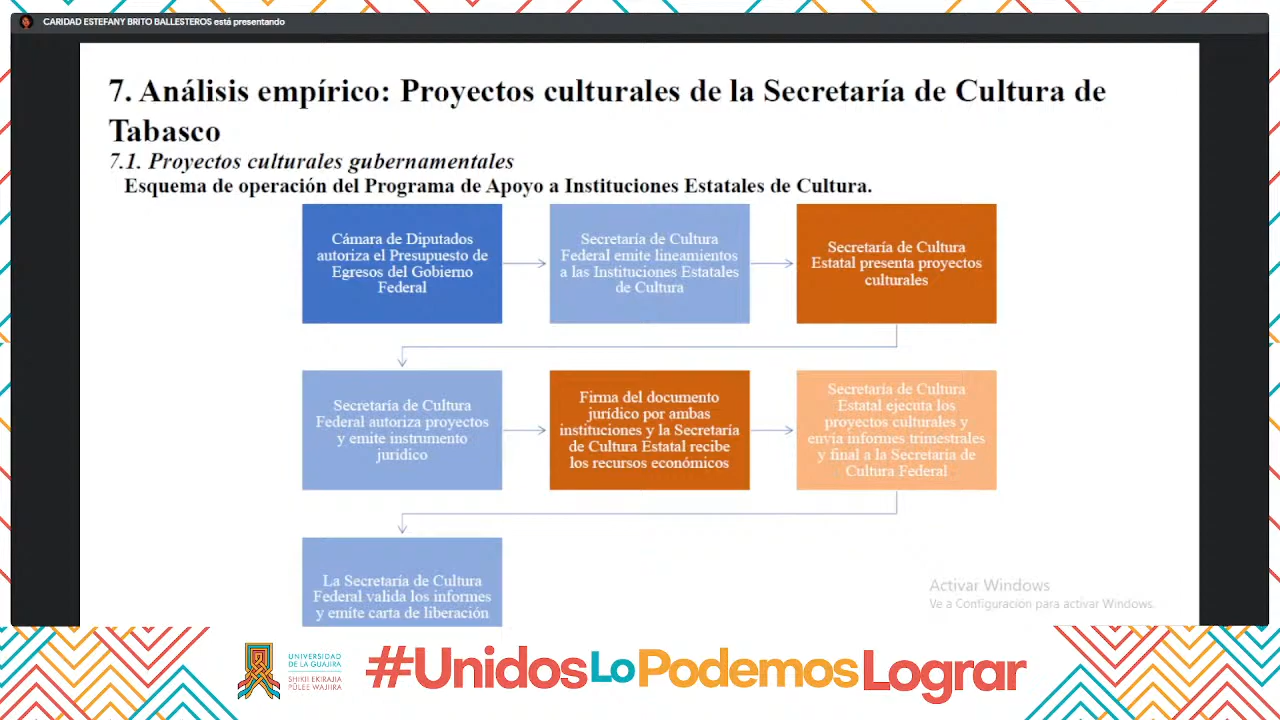 CARIDAD ESTEFANY BRITO BALLESTEROS está presentando
7. Análisis empírico: Proyectos culturales de la Secretaría de Cultura de
Tabasco
7.1. Proyectos culturales gubernamentales
Esquema de operación del Programa de Apoyo a Instituciones Estatales de Cultura.
Cámara de Diputados
autoriza el Presupuesto de
Egresos del Gobierno
Federal
Secretaría de Cultura
Federal emite lineamientos
a las Instituciones Estatales
de Cultura
Secretaría de Cultura
Estatal presenta proyectos
culturales
Secretaría de Cultura
Federal autoriza proyectos
y emite instrumento
jurídico
Firma del documento
jurídico por ambas
instituciones y la Secretaría
de Cultura Estatal recibe
los recursos económicos
Secretaría de Cultura
Estatal ejecuta los
proyectos culturales y
envía informes trimestrales
y final a la Secretaría de
Cultura Federal
La Secretaría de Cultura
Federal valida los informes
y emite carta de liberación
Activar Windows
Ve a Configuración para activar Windows.
UNIVERSIDAD
DE LA GUAJIRA
SHIKII EKIRAJIA
PÜLEE WAJIIRA
#UnidosLoPodemosLograr